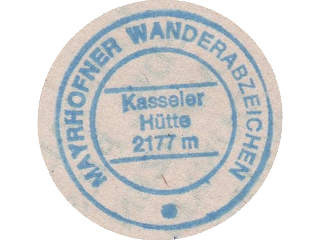 MAYRHOFNER WANDERABZEICHEN
Kasseler
Hütte
2177 m